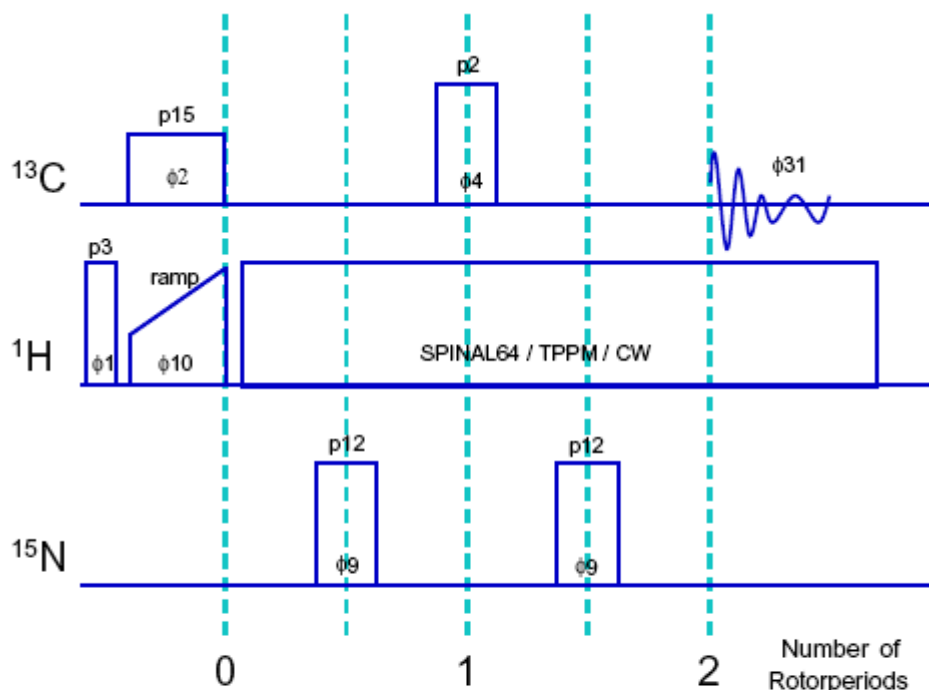 p2
p15
¹³C
ϕ2
ϕ4
ϕ31
p3
ramp
¹H
ϕ1
ϕ10
SPINAL64 / TPPM / CW
p12
p12
¹⁵N
ϕ9
ϕ9
0
1
2
Number of
Rotorperiods